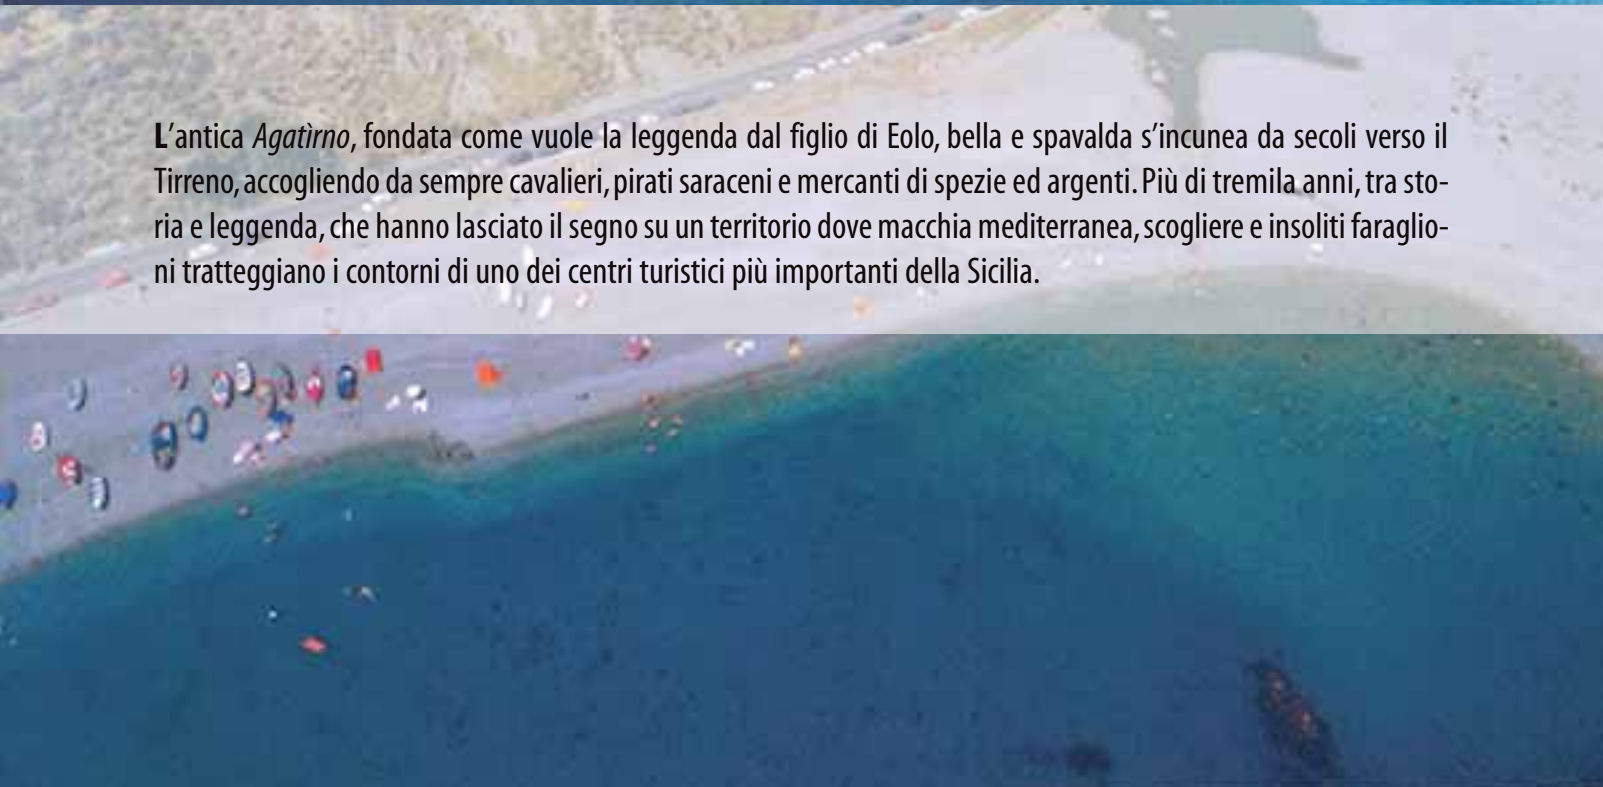 L'antica Agatìrno, fondata come vuole la leggenda dal figlio di Eolo, bella e spavalda s'incunea da secoli verso il
Tirreno, accogliendo da sempre cavalieri, pirati saraceni e mercanti di spezie ed argenti. Più di tremila anni, tra sto-
ria e leggenda, che hanno lasciato il segno su un territorio dove macchia mediterranea, scogliere e insoliti faraglio-
ni tratteggiano i contorni di uno dei centri turistici più importanti della Sicilia.